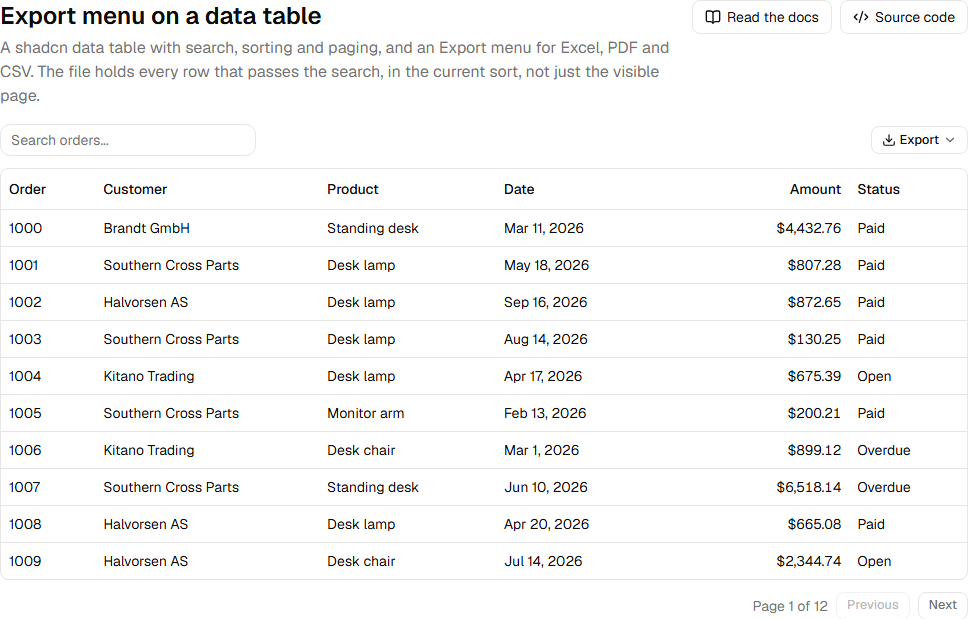 Export menu on a data table
Read the docs
Source code
A shadcn data table with search, sorting and paging, and an Export menu for Excel, PDF and
CSV. The file holds every row that passes the search, in the current sort, not just the visible
page.
Search orders...
Export
Order Customer Product Date Amount Status
1000 Brandt GmbH Standing desk Mar 11, 2026 $4,432.76 Paid
1001 Southern Cross Parts Desk lamp May 18, 2026 $807.28 Paid
1002 Halvorsen AS Desk lamp Sep 16, 2026 $872.65 Paid
1003 Southern Cross Parts Desk lamp Aug 14, 2026 $130.25 Paid
1004 Kitano Trading Desk lamp Apr 17, 2026 $675.39 Open
1005 Southern Cross Parts Monitor arm Feb 13, 2026 $200.21 Paid
1006 Kitano Trading Desk chair Mar 1, 2026 $899.12 Overdue
1007 Southern Cross Parts Standing desk Jun 10, 2026 $6,518.14 Overdue
1008 Halvorsen AS Desk lamp Apr 20, 2026 $665.08 Paid
1009 Halvorsen AS Desk chair Jul 14, 2026 $2,344.74 Open
Page 1 of 12 Previous Next